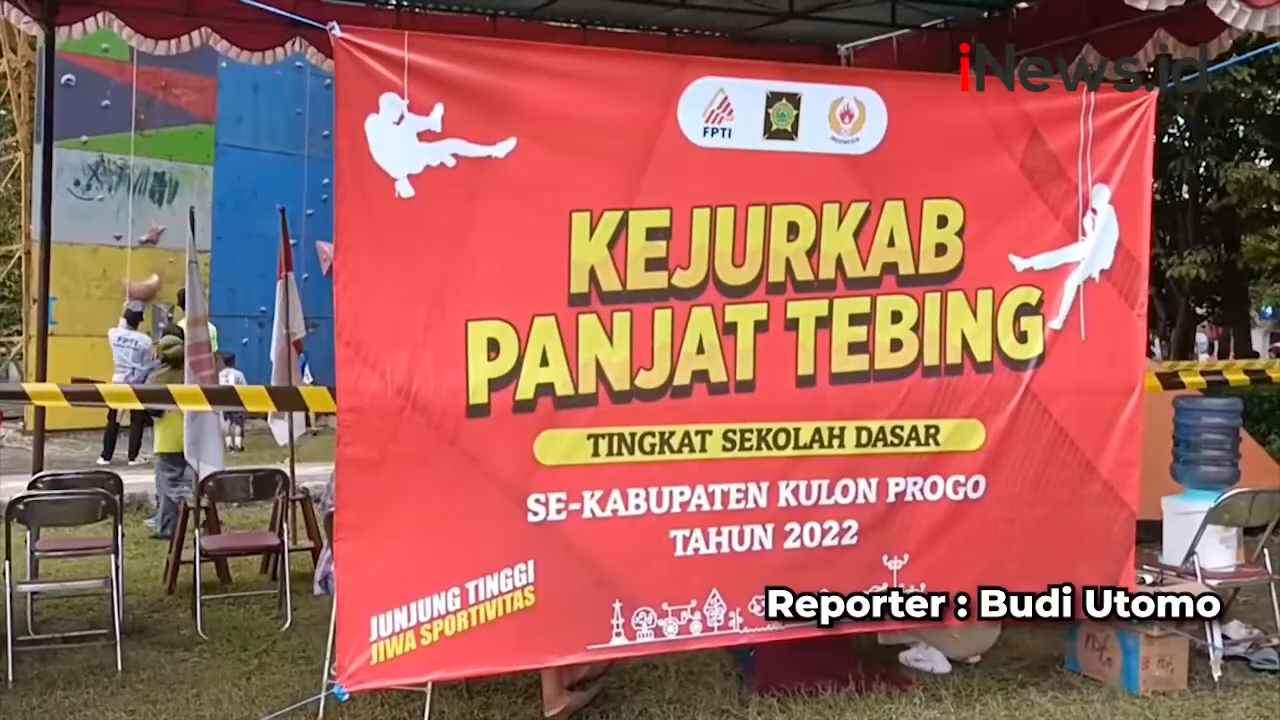 iNews.id
FPTI
INDONESIA
KEJURKAB
PANJAT TEBING
TINGKAT SEKOLAH DASAR
SE-KABUPATEN KULON PROGO
TAHUN 2022
JUNJUNG TINGGI
JIWA SPORTIVITAS
FPTI
Reporter : Budi Utomo